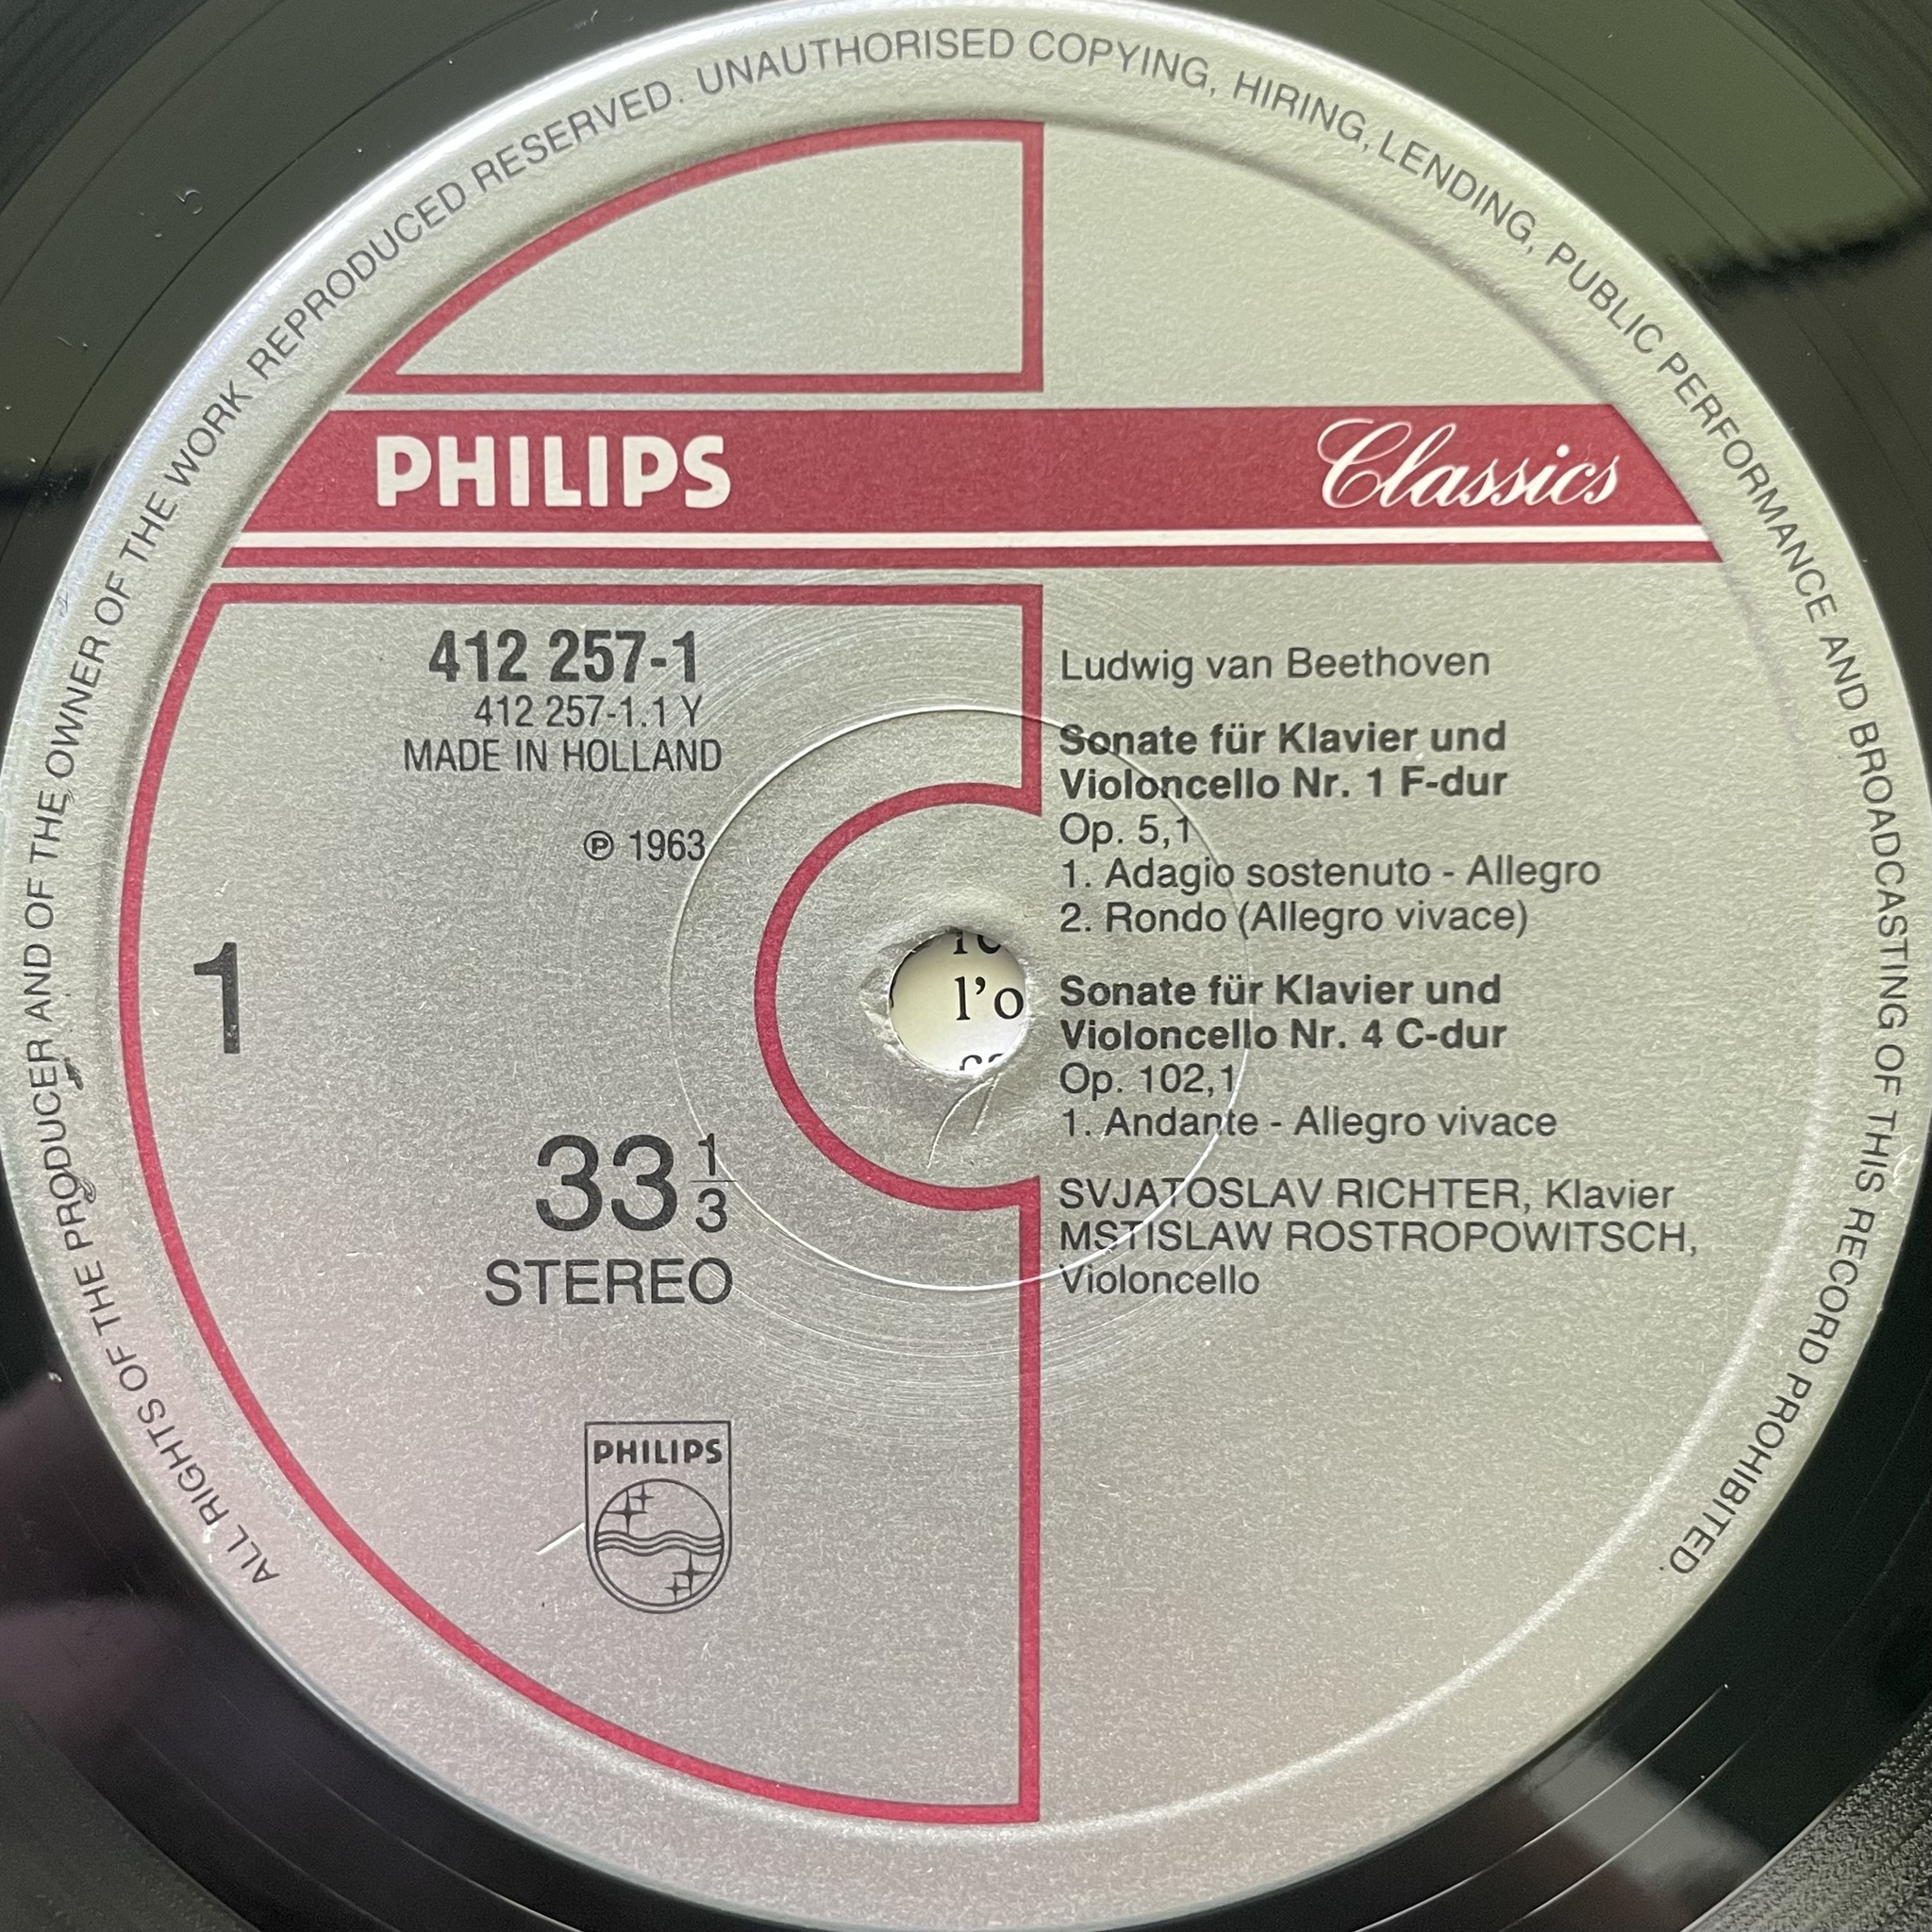 ALL RIGHTS OF THE PRODUCER AND OF THE OWNER OF THE WORK REPRODUCED RESERVED. UNAUTHORISED COPYING, HIRING, LENDING, PUBLIC PERFORMANCE AND BROADCASTING OF THIS RECORD PROHIBITED.
PHILIPS Classics
412 257-1
412 257-1.1 Y
MADE IN HOLLAND
℗ 1963
1
33 1/3
STEREO
PHILIPS
Ludwig van Beethoven
Sonate für Klavier und
Violoncello Nr. 1 F-dur
Op. 5,1
1. Adagio sostenuto - Allegro
2. Rondo (Allegro vivace)
Sonate für Klavier und
Violoncello Nr. 4 C-dur
Op. 102,1
1. Andante - Allegro vivace
SVJATOSLAV RICHTER, Klavier
MSTISLAW ROSTROPOWITSCH,
Violoncello
l'o